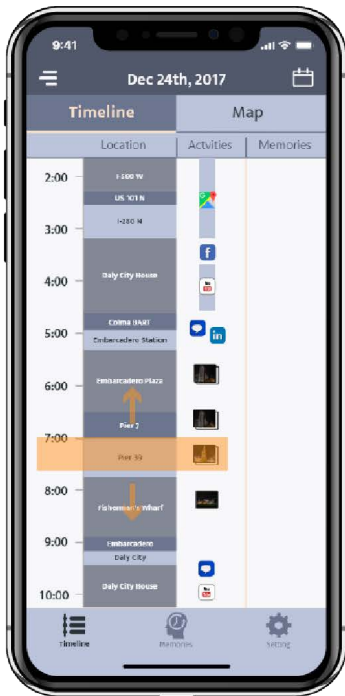 9:41
Dec 24th, 2017
Timeline
Map
Location
Actvities
Memories
2:00
I-580 W
US 101 N
I-280 N
3:00
Daly City House
4:00
Colma BART
5:00
Embarcadero Station
Embarcadero Plaza
6:00
Pier 7
7:00
Pier 39
8:00
Fisherman's Wharf
9:00
Embarcadero
Daly City
Daly City House
10:00
Timeline
Memories
Setting